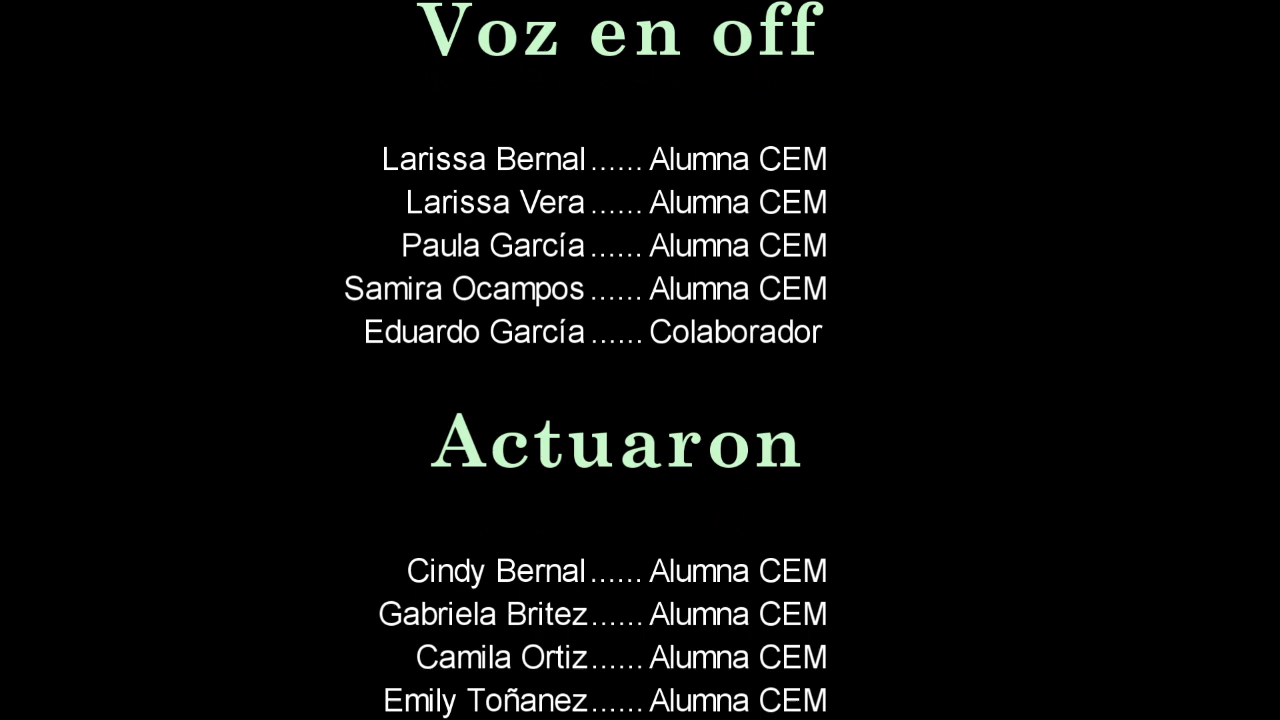 Voz en off
Larissa Bernal ...... Alumna CEM
Larissa Vera ...... Alumna CEM
Paula García ...... Alumna CEM
Samira Ocampos ...... Alumna CEM
Eduardo García ...... Colaborador
Actuaron
Cindy Bernal ...... Alumna CEM
Gabriela Britez ...... Alumna CEM
Camila Ortiz ...... Alumna CEM
Emily Toñanez ...... Alumna CEM